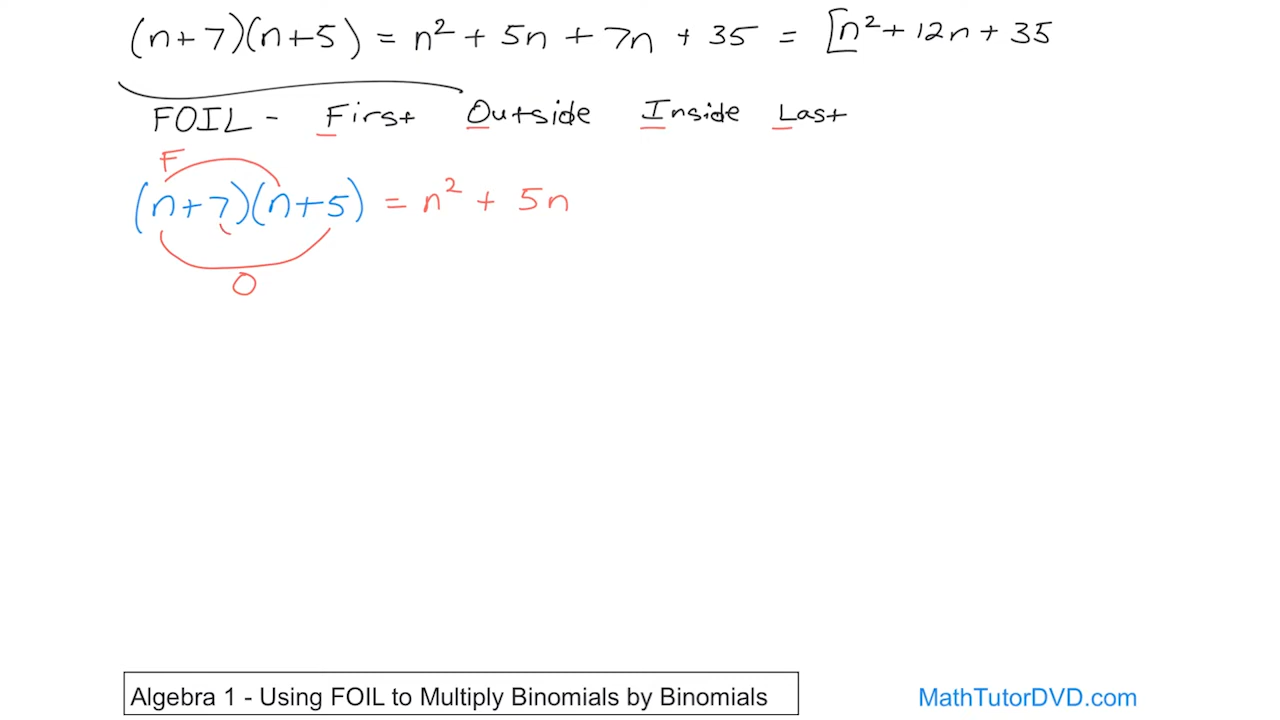 (n+7)(n+5) = n² + 5n + 7n + 35 = [n² + 12n + 35
FOIL - First Outside Inside Last
F
(n+7)(n+5) = n² + 5n
O
Algebra 1 - Using FOIL to Multiply Binomials by Binomials
MathTutorDVD.com